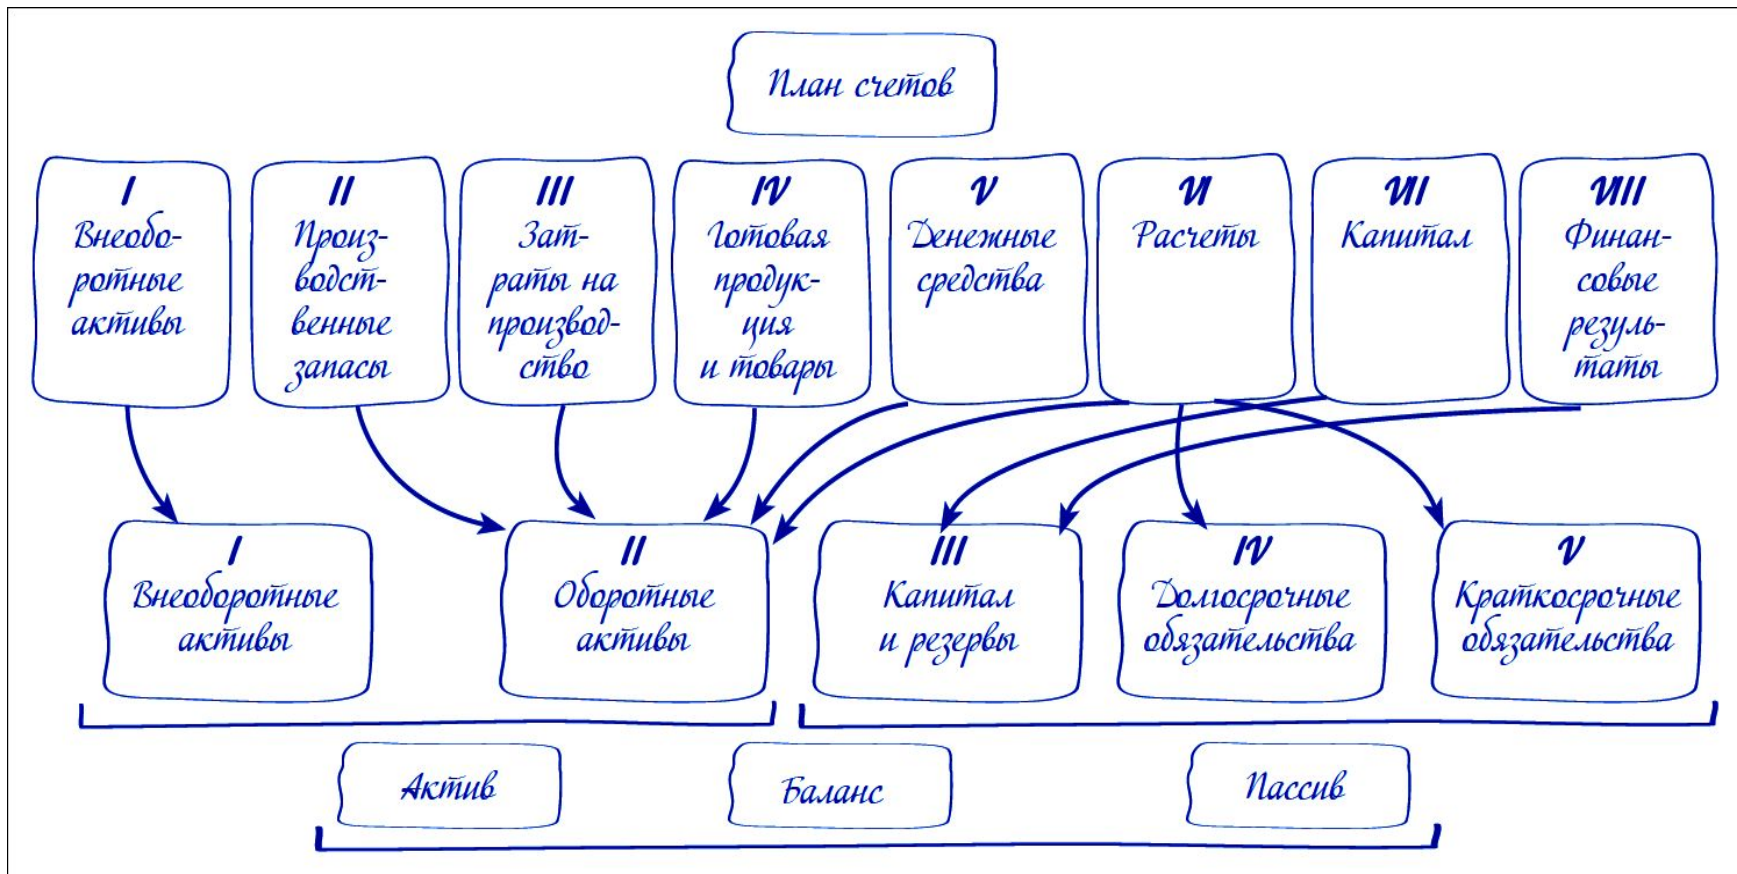 План счетов
I
Внеобо-
ротные
активы
II
Произ-
водст-
венные
запасы
III
Зат-
раты на
производ-
ство
IV
Готовая
продук-
ция
и товары
V
Денежные
средства
VI
Расчеты
VII
Капитал
VIII
Финан-
совые
резуль-
таты
I
Внеоборотные
активы
II
Оборотные
активы
III
Капитал
и резервы
IV
Долгосрочные
обязательства
V
Краткосрочные
обязательства
Актив
Баланс
Пассив